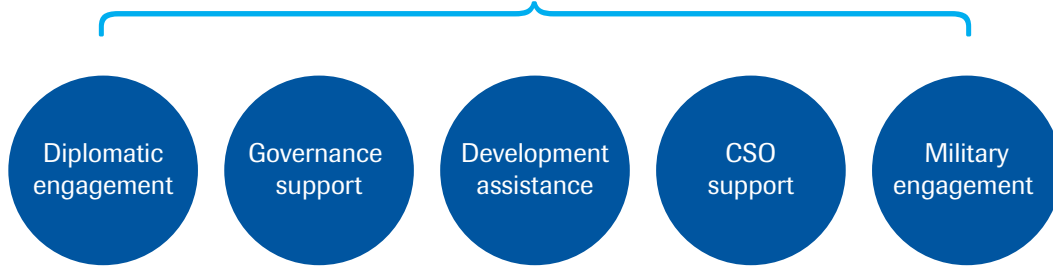 Diplomatic
engagement
Governance
support
Development
assistance
CSO
support
Military
engagement